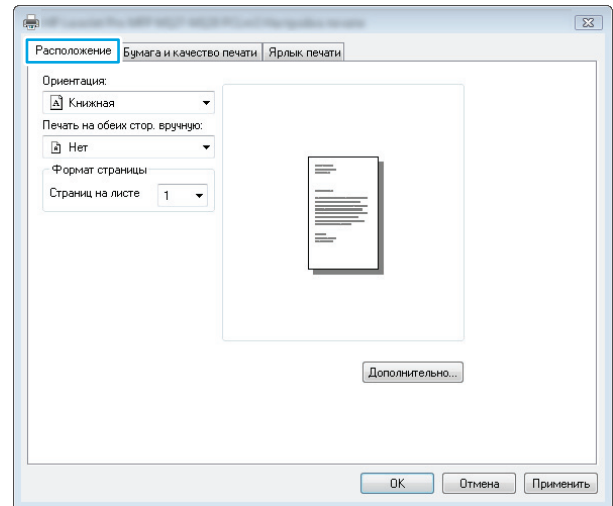 Расположение Бумага и качество печати Ярлык печати
Ориентация:
Книжная
Печать на обеих стор. вручную:
Нет
Формат страницы
Страниц на листе 1
Дополнительно...
OK Отмена Применить